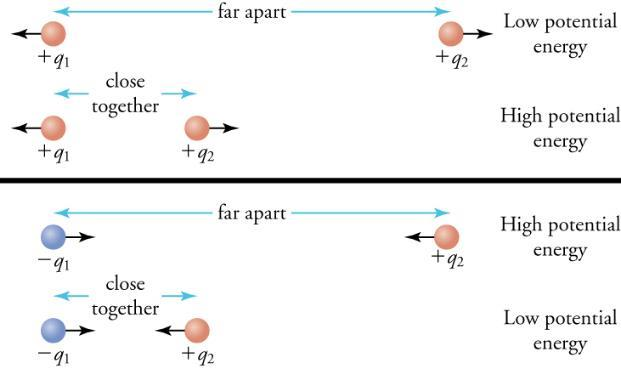 far apart
Low potential
energy
+q1
+q2
close
together
High potential
energy
+q1
+q2
far apart
High potential
energy
−q1
+q2
close
together
Low potential
energy
−q1
+q2